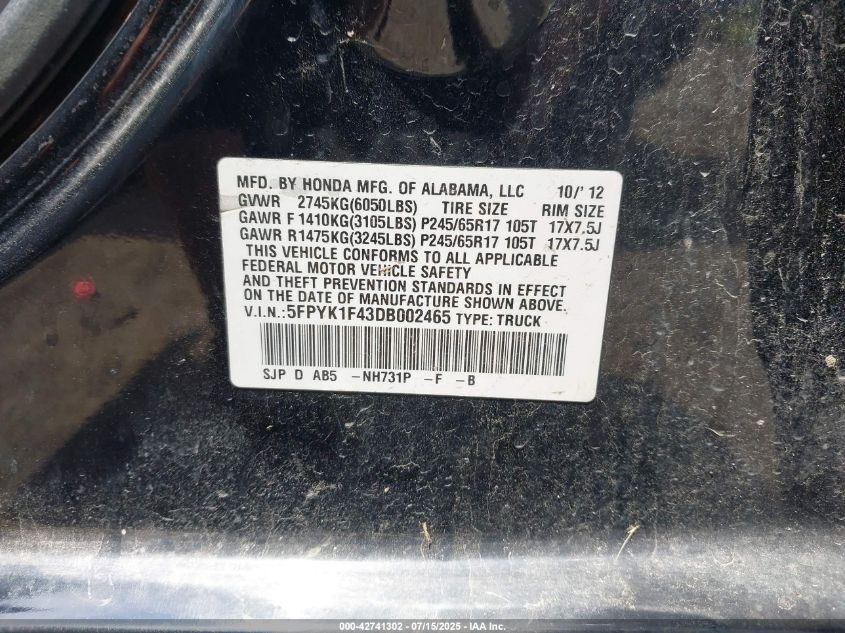 MFD. BY HONDA MFG. OF ALABAMA, LLC 10/' 12
GVWR 2745KG(6050LBS) TIRE SIZE RIM SIZE
GAWR F 1410KG(3105LBS) P245/65R17 105T 17X7.5J
GAWR R1475KG(3245LBS) P245/65R17 105T 17X7.5J
THIS VEHICLE CONFORMS TO ALL APPLICABLE
FEDERAL MOTOR VEHICLE SAFETY
AND THEFT PREVENTION STANDARDS IN EFFECT
ON THE DATE OF MANUFACTURE SHOWN ABOVE.
V.I.N.:5FPYK1F43DB002465 TYPE: TRUCK
SJP D AB5 -NH731P -F -B
000-42741302 / 07/15/2025 - IAA Inc.